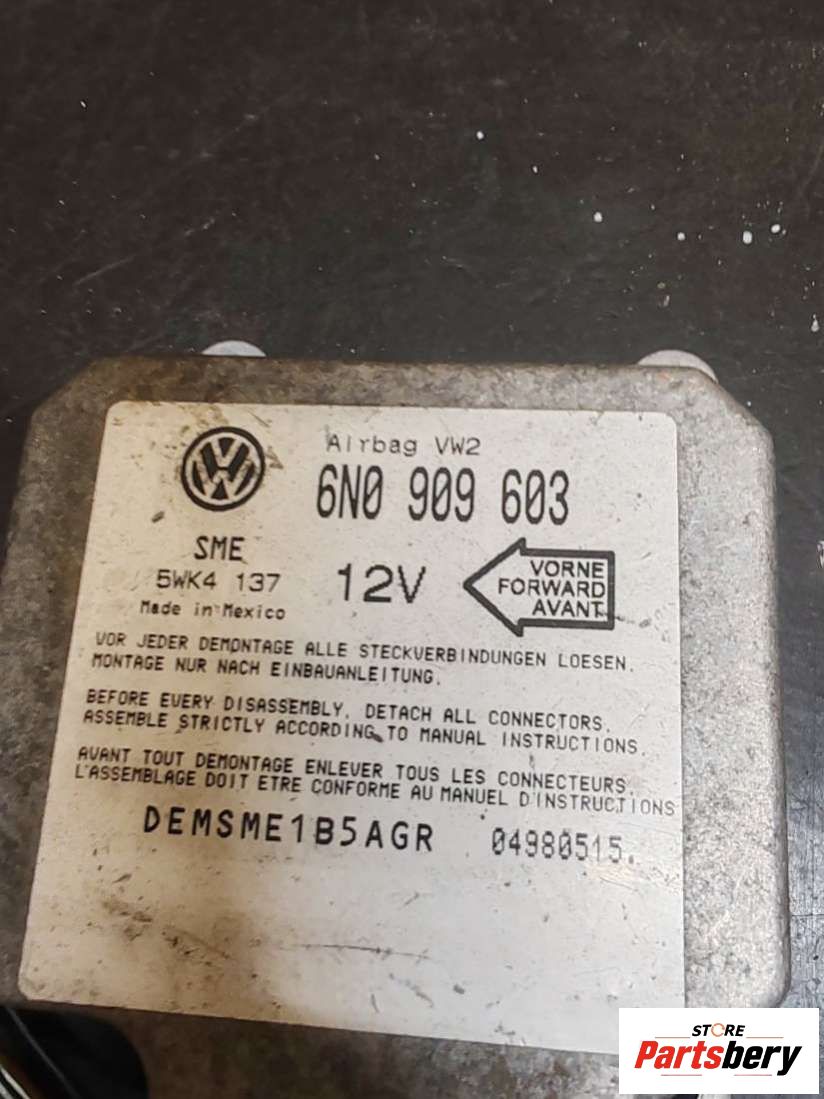 Airbag VW2
6N0 909 603
SME
5WK4 137
Made in Mexico
12V
VORNE
FORWARD
AVANT
VOR JEDER DEMONTAGE ALLE STECKVERBINDUNGEN LOESEN.
MONTAGE NUR NACH EINBAUANLEITUNG.
BEFORE EVERY DISASSEMBLY, DETACH ALL CONNECTORS.
ASSEMBLE STRICTLY ACCORDING TO MANUAL INSTRUCTIONS.
AVANT TOUT DEMONTAGE ENLEVER TOUS LES CONNECTEURS.
L'ASSEMBLAGE DOIT ETRE CONFORME AU MANUEL D'INSTRUCTIONS
DEMSME1B5AGR 04980515.
STORE
Partsbery